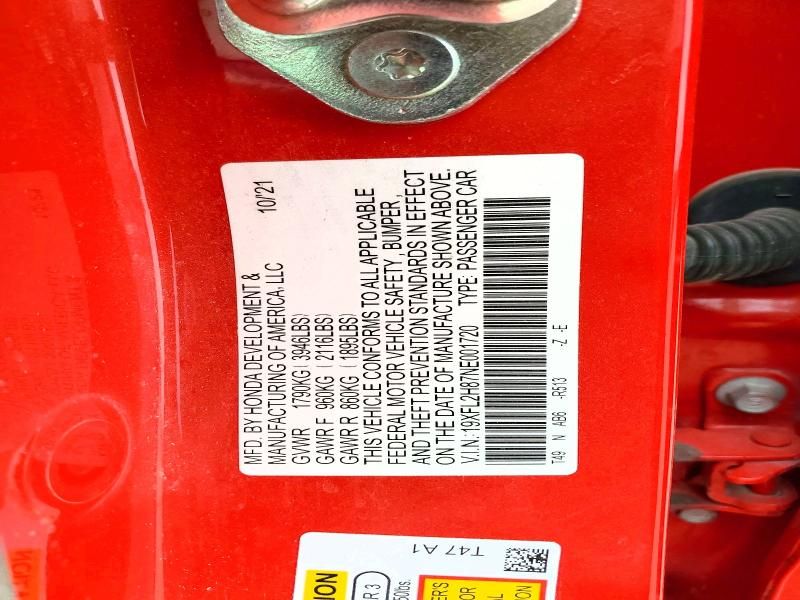 MFD. BY HONDA DEVELOPMENT &
MANUFACTURING OF AMERICA, LLC 10/21
GVWR 1790KG (3946LBS)
GAWR F 960KG (2116LBS)
GAWR R 860KG (1895LBS)
THIS VEHICLE CONFORMS TO ALL APPLICABLE
FEDERAL MOTOR VEHICLE SAFETY, BUMPER,
AND THEFT PREVENTION STANDARDS IN EFFECT
ON THE DATE OF MANUFACTURE SHOWN ABOVE.
V.I.N.: 19XFL2H87NE001720 TYPE: PASSENGER CAR
T49 N AB6 -R513 -Z -E
T47 A1